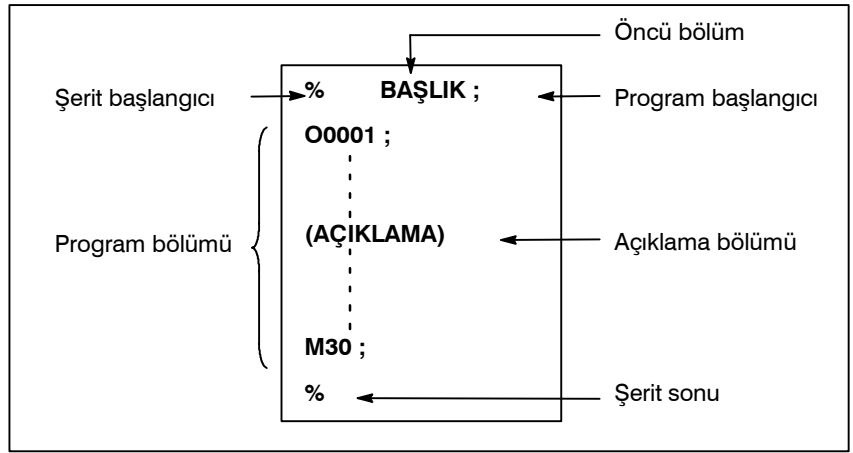 Öncü bölüm
Şerit başlangıcı
% BAŞLIK ;
Program başlangıcı
O0001 ;
Program bölümü
(AÇIKLAMA)
Açıklama bölümü
M30 ;
%
Şerit sonu